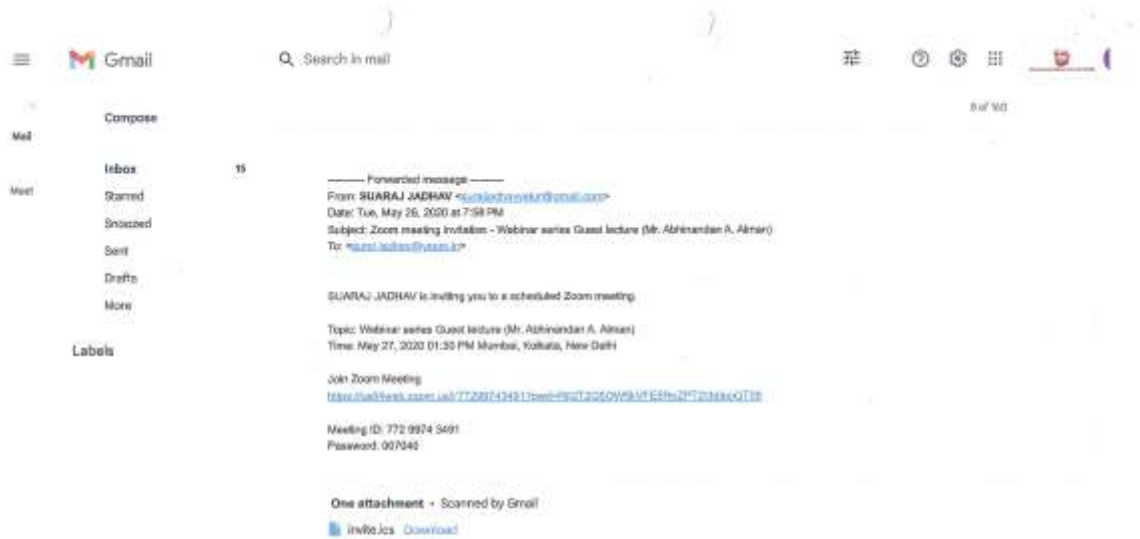 Gmail
Search in mail
8 of 160
Compose
Mail
Inbox 15
Meet
Starred
Snoozed
Sent
Drafts
More
Labels
---------- Forwarded message ---------
From: SUARAJ JADHAV
Date: Tue, May 26, 2020 at 7:58 PM
Subject: Zoom meeting invitation - Webinar series Guest lecture (Mr. Abhinandan A. Alman)
To:
SUARAJ JADHAV is inviting you to a scheduled Zoom meeting.
Topic: Webinar series Guest lecture (Mr. Abhinandan A. Alman)
Time: May 27, 2020 01:30 PM Mumbai, Kolkata, New Delhi
Join Zoom Meeting
Meeting ID: 772 9974 3491
Password: 007040
One attachment • Scanned by Gmail
invite.ics Download